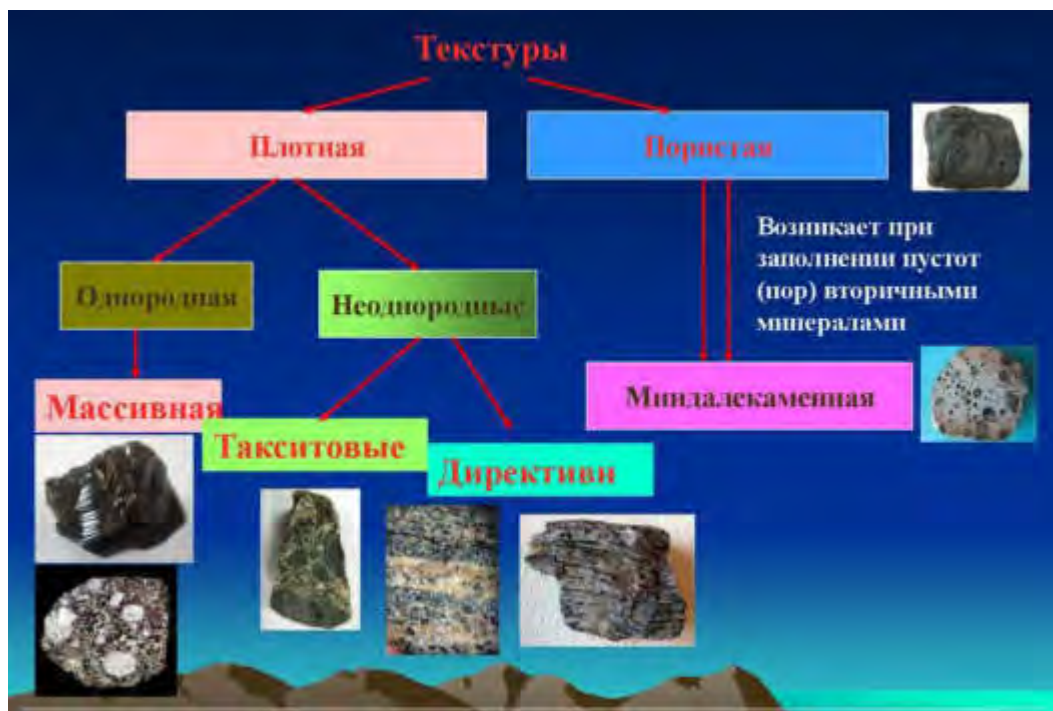 Текстуры
Плотная
Пористая
Возникает при
заполнении пустот
(пор) вторичными
минералами
Однородная
Неоднородные
Массивная
Миндалекаменная
Такситовые
Директиви